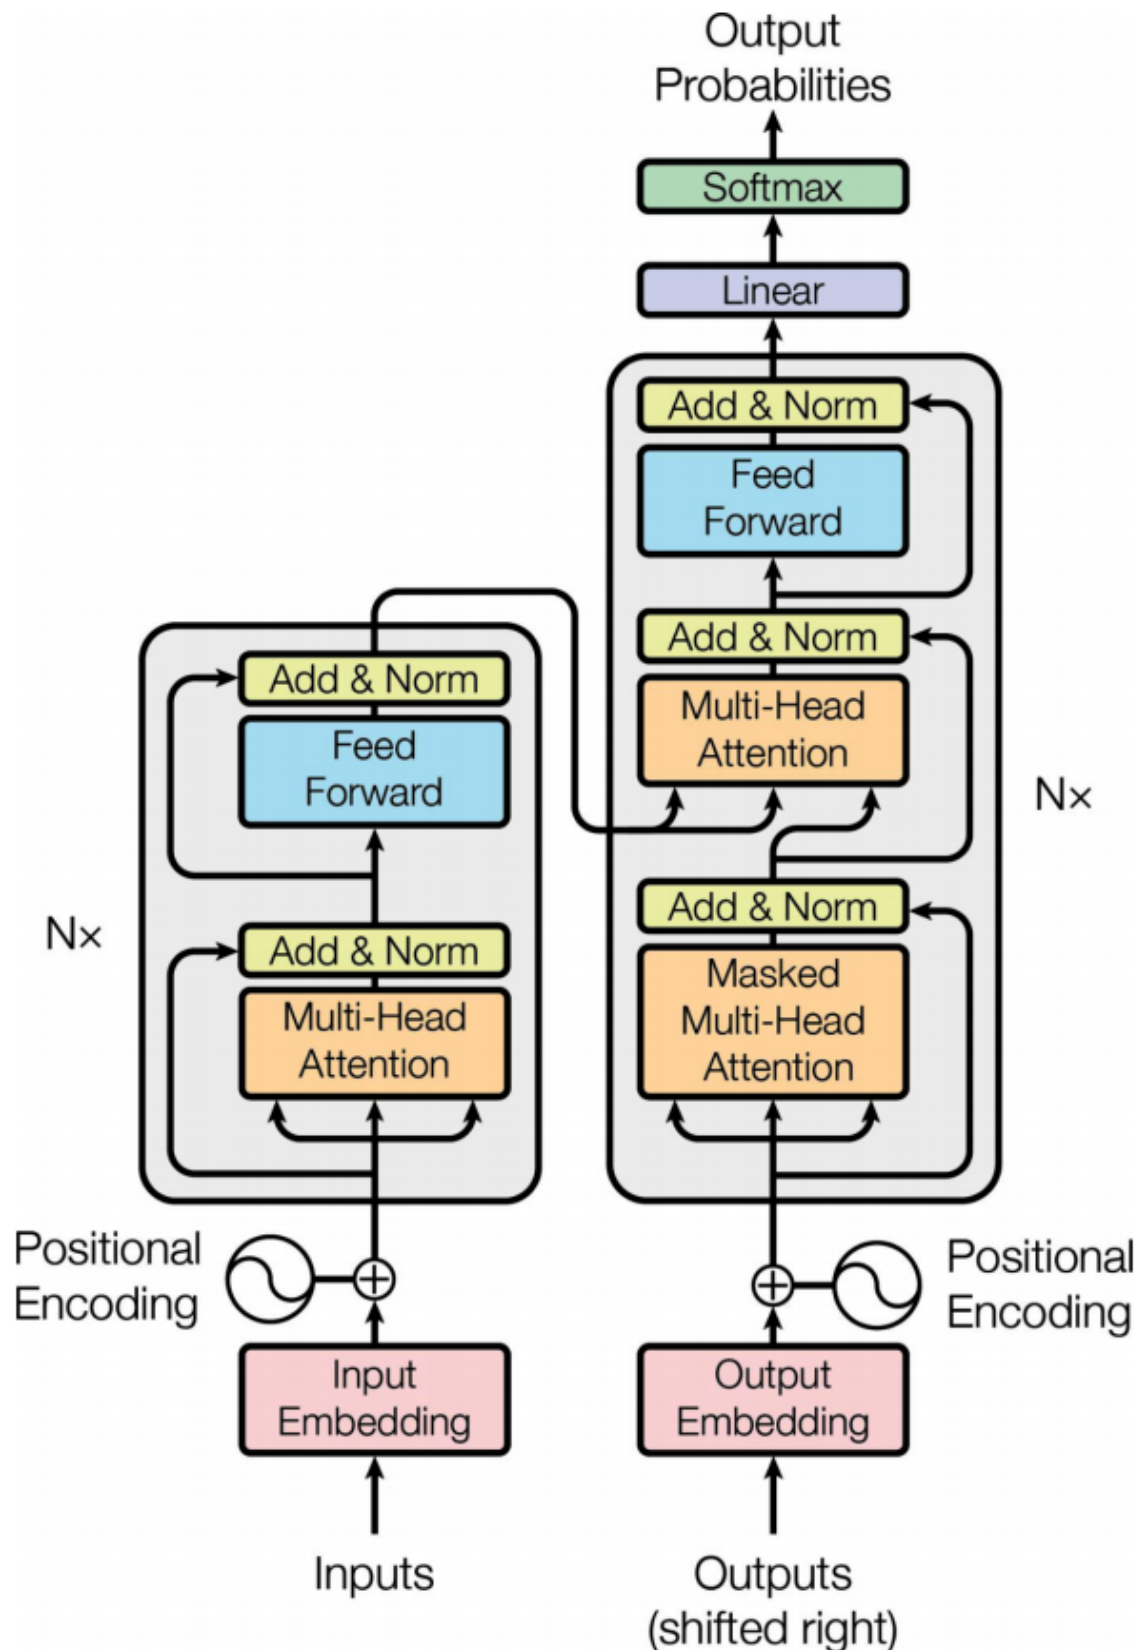 Output
Probabilities
Softmax
Linear
Add & Norm
Feed
Forward
Add & Norm
Multi-Head
Attention
Nx
Add & Norm
Masked
Multi-Head
Attention
Add & Norm
Feed
Forward
Nx
Add & Norm
Multi-Head
Attention
Positional
Encoding
Positional
Encoding
Input
Embedding
Output
Embedding
Inputs
Outputs
(shifted right)